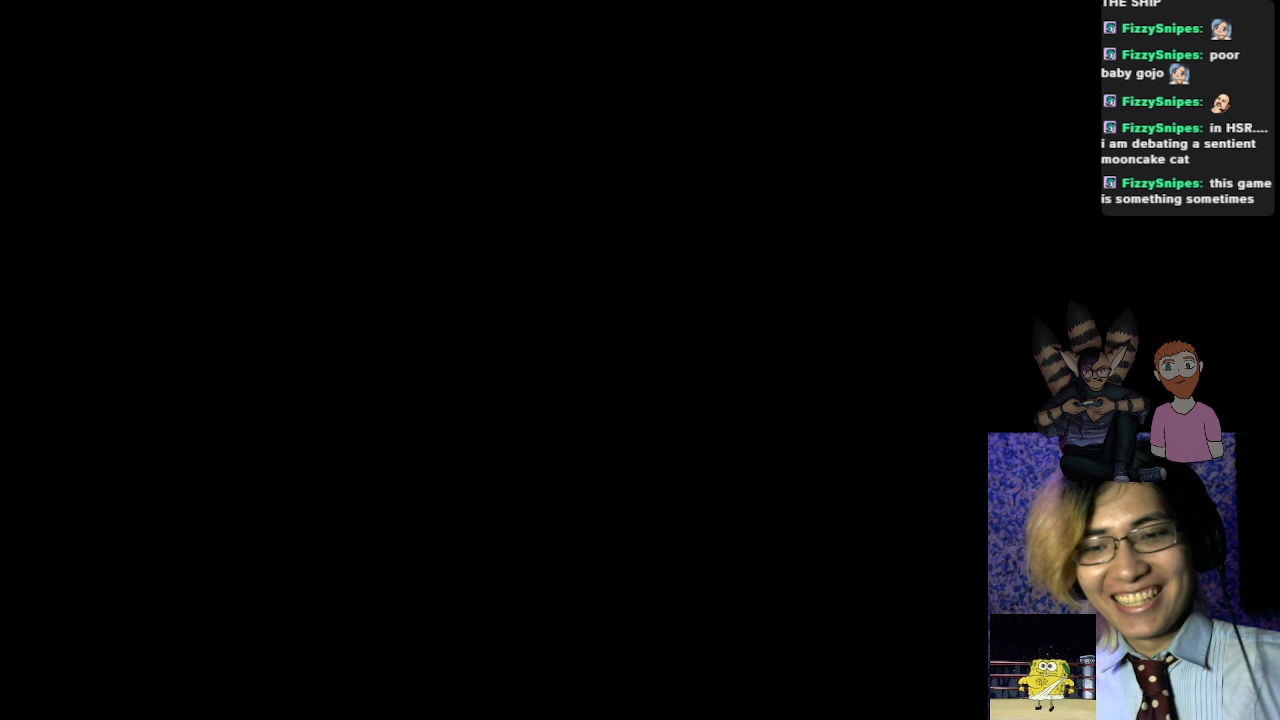 THE SHIP
FizzySnipes:
FizzySnipes: poor
baby gojo
FizzySnipes:
FizzySnipes: in HSR....
i am debating a sentient
mooncake cat
FizzySnipes: this game
is something sometimes